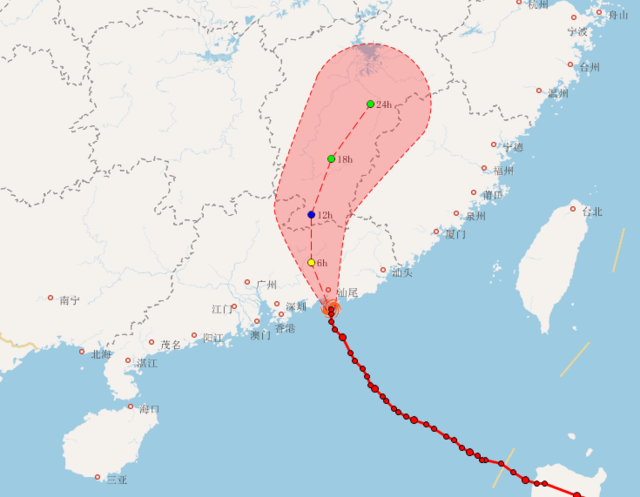 杭州
舟山
宁波
台州
温州
24h
宁德
18h
福州
莆田
12h
泉州
台北
厦门
6h
汕头
广州
汕尾
南宁
江门
深圳
香港
澳门
阳江
茂名
北海
湛江
海口
三亚